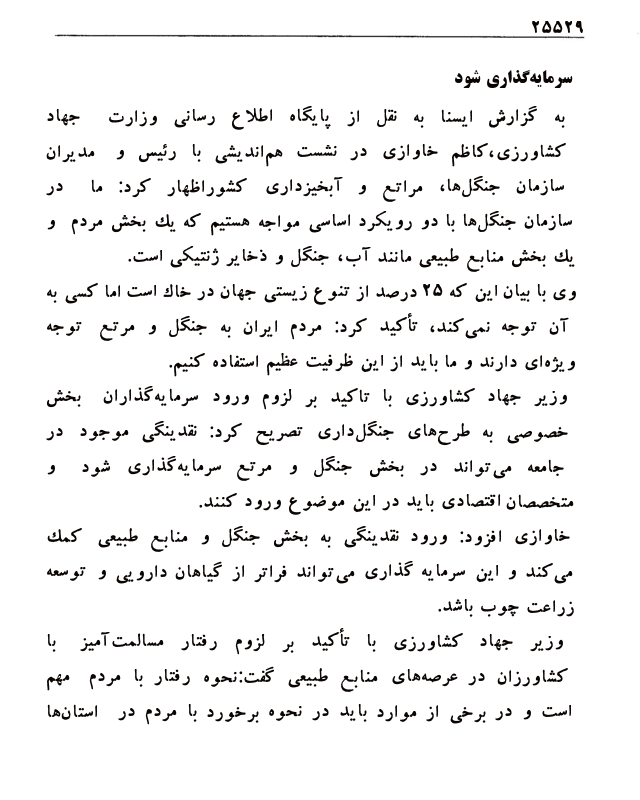 ۲۵۵۲۹
سرمایه‌گذاری شود
به گزارش ایسنا به نقل از پایگاه اطلاع رسانی وزارت جهاد
کشاورزی،کاظم خاوازی در نشست هم‌اندیشی با رئیس و مدیران
سازمان جنگل‌ها، مراتع و آبخیزداری کشوراظهار کرد: ما در
سازمان جنگل‌ها با دو رویکرد اساسی مواجه هستیم که یك بخش مردم و
یك بخش منابع طبیعی مانند آب، جنگل و ذخایر ژنتیکی است.
وی با بیان این که ۲۵ درصد از تنوع زیستی جهان در خاك است اما کسی به
آن توجه نمی‌کند، تأکید کرد: مردم ایران به جنگل و مرتع توجه
ویژه‌ای دارند و ما باید از این ظرفیت عظیم استفاده کنیم.
وزیر جهاد کشاورزی با تاکید بر لزوم ورود سرمایه‌گذاران بخش
خصوصی به طرح‌های جنگل‌داری تصریح کرد: نقدینگی موجود در
جامعه می‌تواند در بخش جنگل و مرتع سرمایه‌گذاری شود و
متخصصان اقتصادی باید در این موضوع ورود کنند.
خاوازی افزود: ورود نقدینگی به بخش جنگل و منابع طبیعی کمك
می‌کند و این سرمایه گذاری می‌تواند فراتر از گیاهان دارویی و توسعه
زراعت چوب باشد.
وزیر جهاد کشاورزی با تأکید بر لزوم رفتار مسالمت‌آمیز با
کشاورزان در عرصه‌های منابع طبیعی گفت:نحوه رفتار با مردم مهم
است و در برخی از موارد باید در نحوه برخورد با مردم در استان‌ها